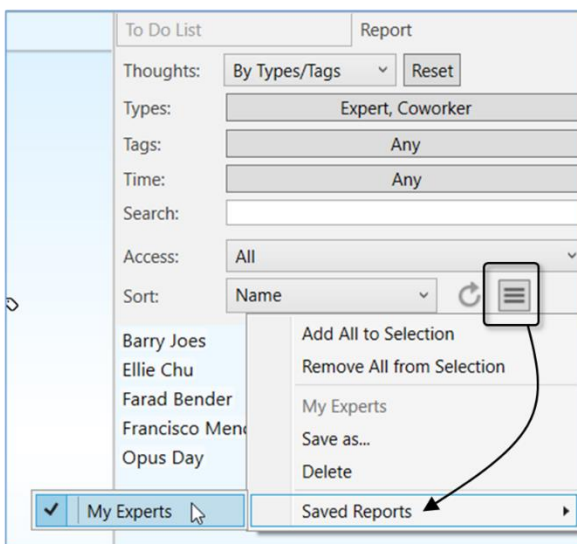 To Do List Report
Thoughts: By Types/Tags Reset
Types: Expert, Coworker
Tags: Any
Time: Any
Search:
Access: All
Sort: Name
Barry Joes
Ellie Chu
Farad Bender
Francisco
Opus Day
Add All to Selection
Remove All from Selection
My Experts
Save as...
Delete
Saved Reports
My Experts